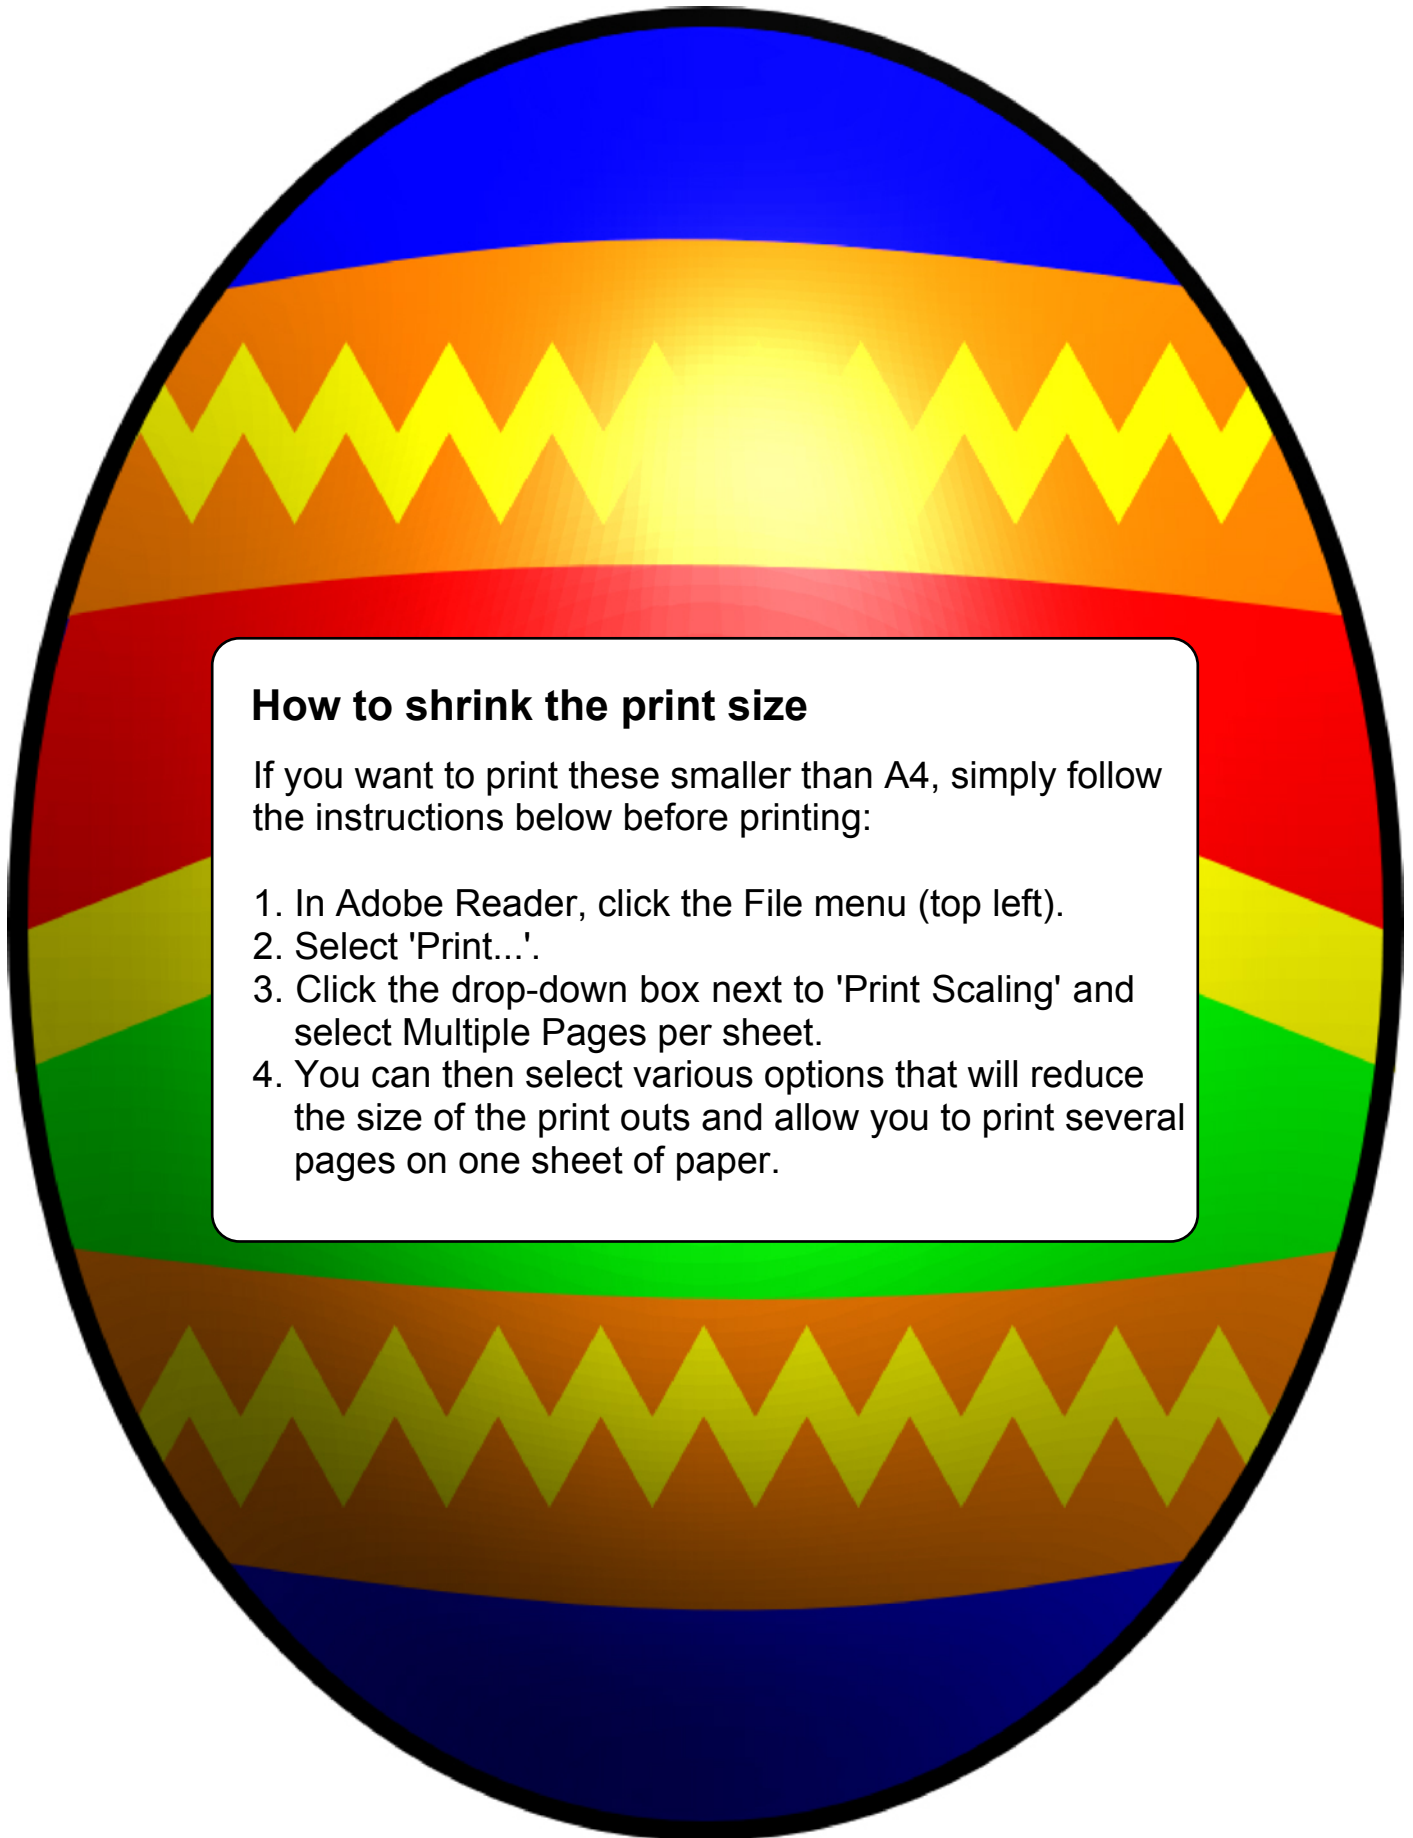 How to shrink the print size
If you want to print these smaller than A4, simply follow
the instructions below before printing:
1. In Adobe Reader, click the File menu (top left).
2. Select 'Print...'.
3. Click the drop-down box next to 'Print Scaling' and
select Multiple Pages per sheet.
4. You can then select various options that will reduce
the size of the print outs and allow you to print several
pages on one sheet of paper.